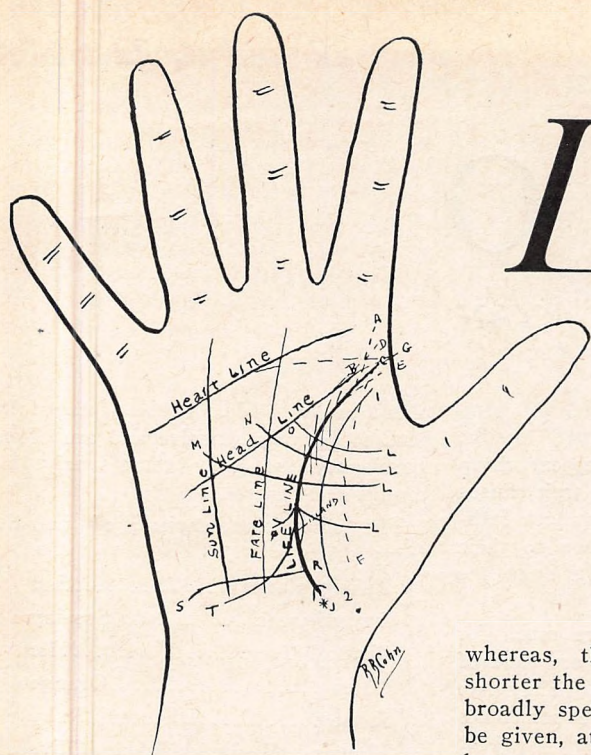 L
A
D
G
B
C
E
Heart Line
I
Head Line
N
O
M
L
L
L
Sun Line
Fate Line
LIFE LINE
ISLAND
L
F
R
S
T
*J
2
RRCohn
whereas, th
shorter the
broadly spe
be given, a